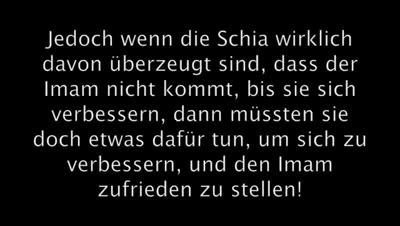 Jedoch wenn die Schia wirklich
davon überzeugt sind, dass der
Imam nicht kommt, bis sie sich
verbessern, dann müssten sie
doch etwas dafür tun, um sich zu
verbessern, und den Imam
zufrieden zu stellen!